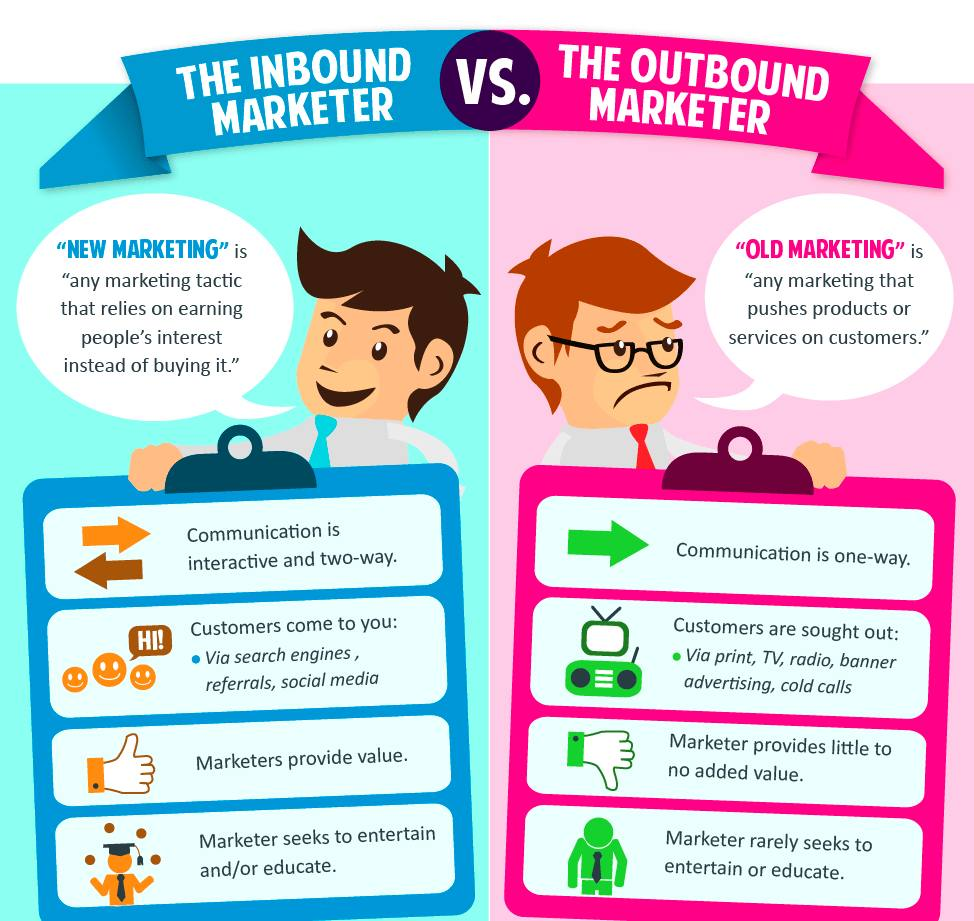 THE INBOUND
MARKETER
VS.
THE OUTBOUND
MARKETER
“NEW MARKETING” is
“any marketing tactic
that relies on earning
people’s interest
instead of buying it.”
“OLD MARKETING” is
“any marketing that
pushes products or
services on customers.”
Communication is
interactive and two-way.
HI!
Customers come to you:
• Via search engines ,
referrals, social media
Marketers provide value.
Marketer seeks to entertain
and/or educate.
Communication is one-way.
Customers are sought out:
• Via print, TV, radio, banner
advertising, cold calls
Marketer provides little to
no added value.
Marketer rarely seeks to
entertain or educate.